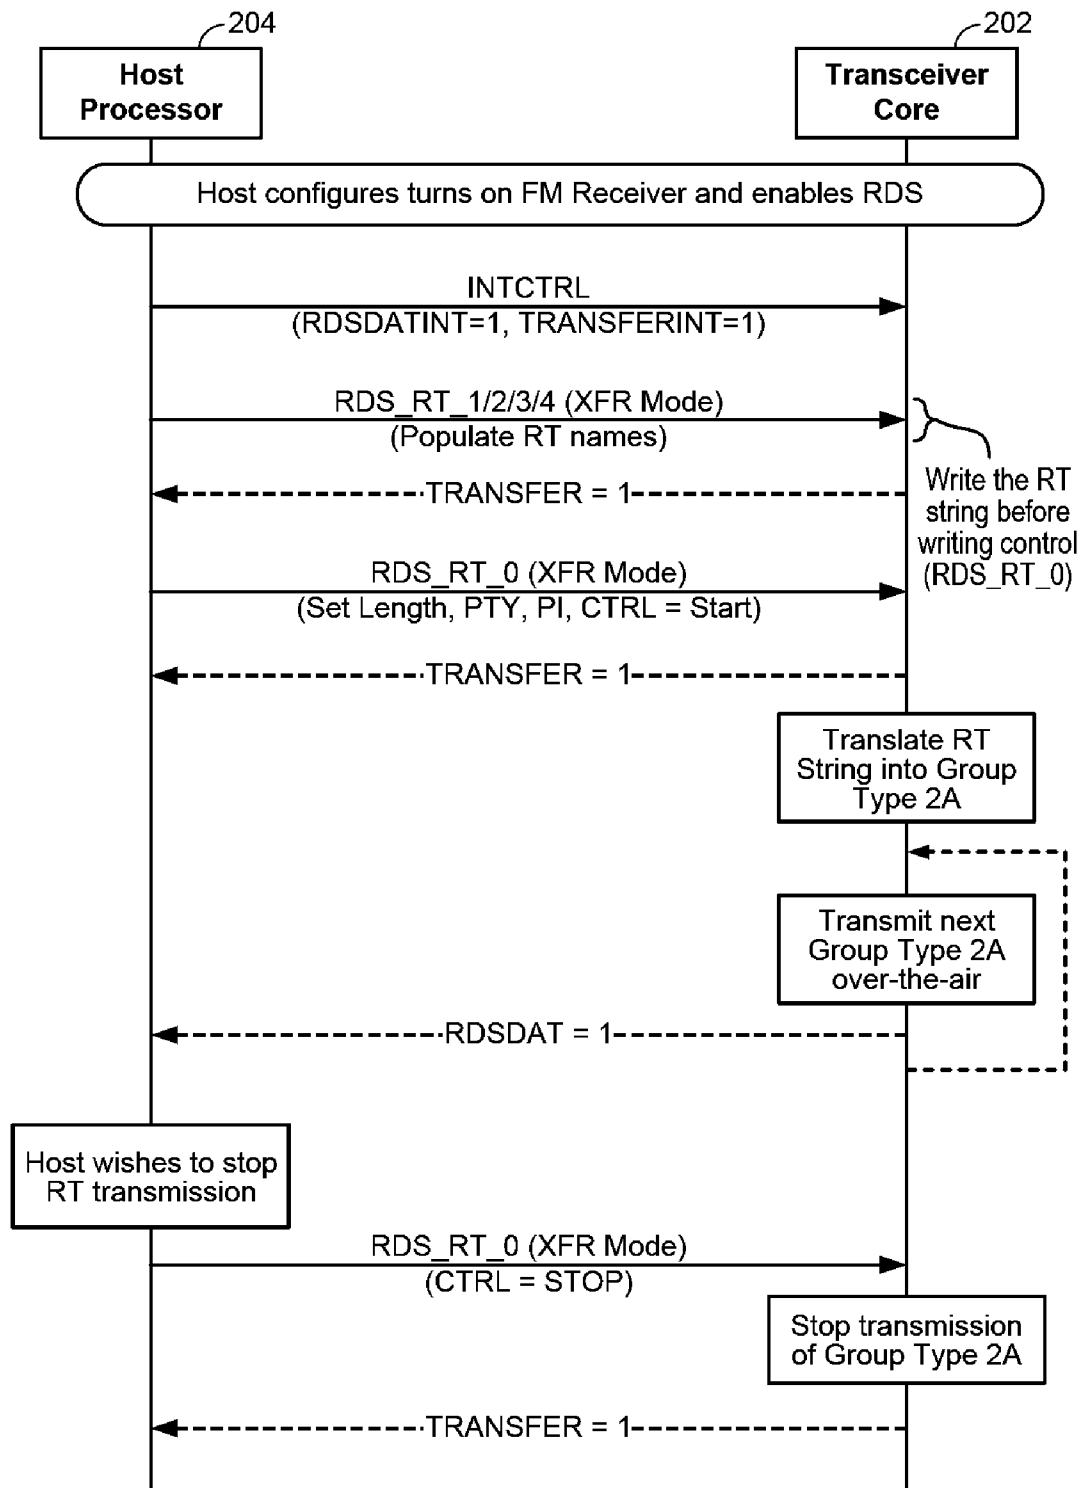 204
202
Host
Processor
Transceiver
Core
Host configures turns on FM Receiver and enables RDS
INTCTRL
(RDSDATINT=1, TRANSFERINT=1)
RDS_RT_1/2/3/4 (XFR Mode)
(Populate RT names)
Write the RT
string before
writing control
(RDS_RT_0)
TRANSFER = 1
RDS_RT_0 (XFR Mode)
(Set Length, PTY, PI, CTRL = Start)
TRANSFER = 1
Translate RT
String into Group
Type 2A
Transmit next
Group Type 2A
over-the-air
RDSDAT = 1
Host wishes to stop
RT transmission
RDS_RT_0 (XFR Mode)
(CTRL = STOP)
Stop transmission
of Group Type 2A
TRANSFER = 1